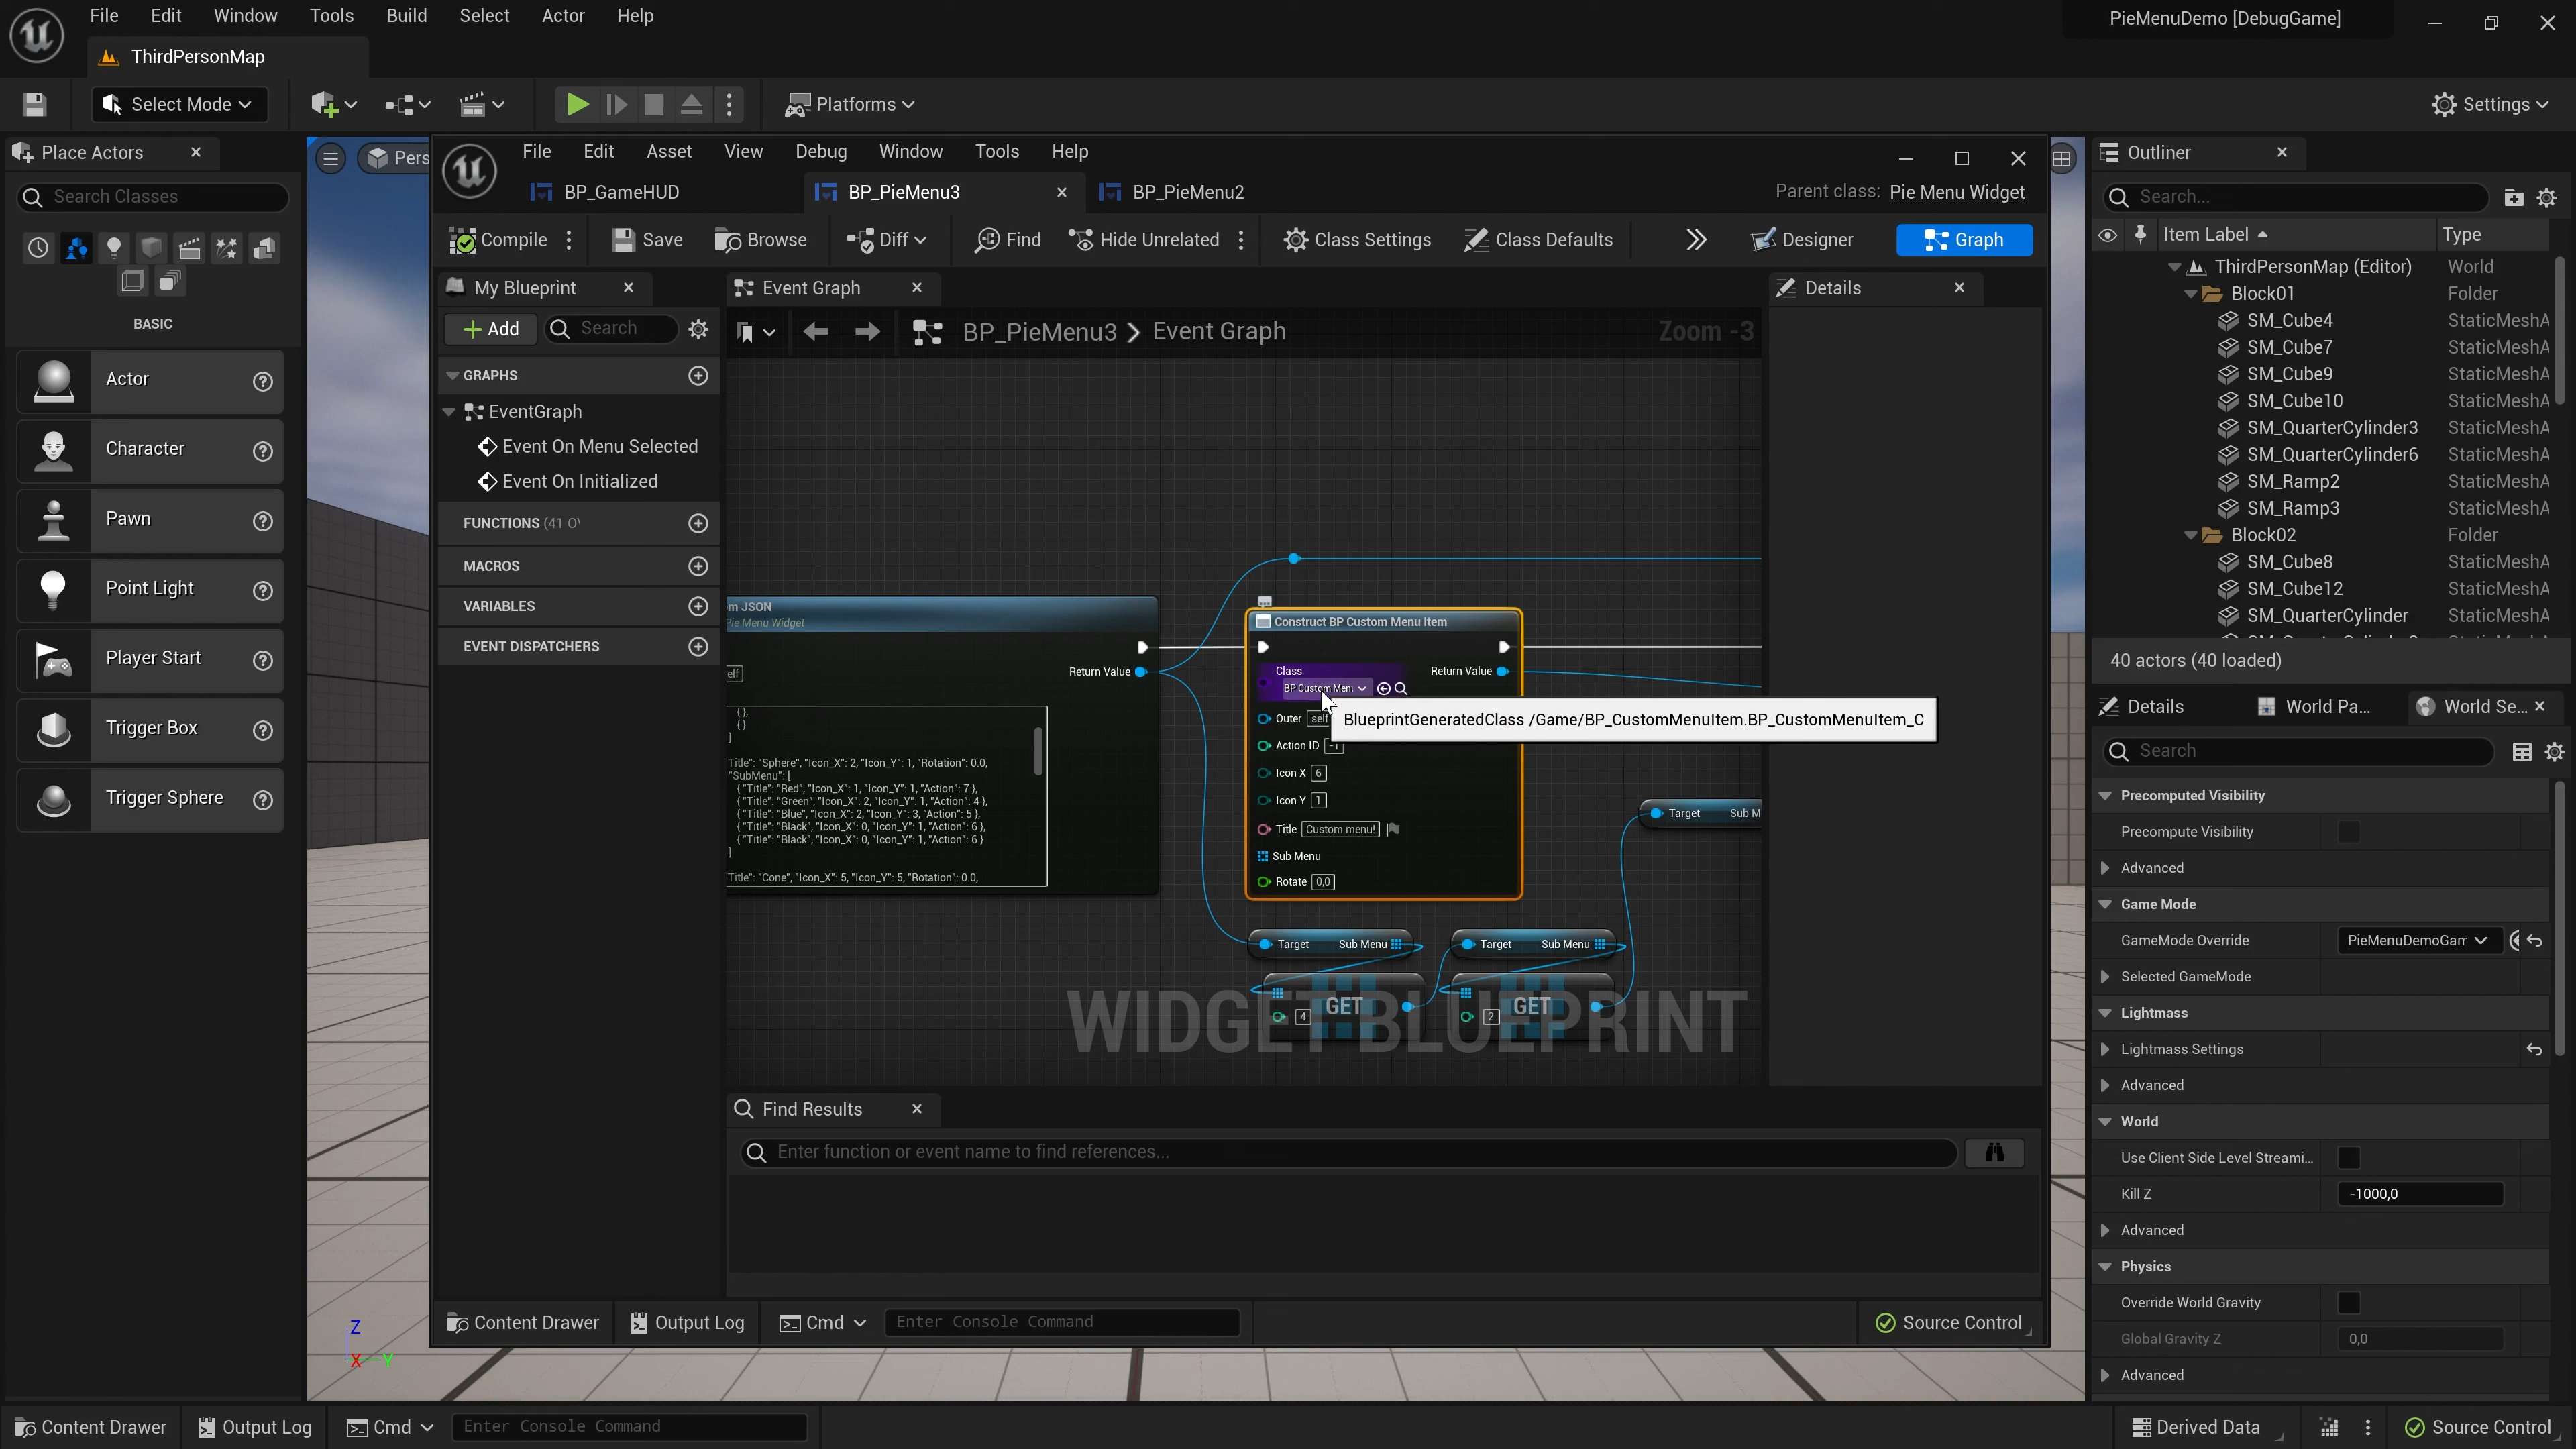 File Edit Window Tools Build Select Actor Help
PieMenuDemo [DebugGame]
ThirdPersonMap
Select Mode
Platforms
Settings
Place Actors
Search Classes
BASIC
Actor
Character
Pawn
Point Light
Player Start
Trigger Box
Trigger Sphere
Pers
File Edit Asset View Debug Window Tools Help
BP_GameHUD
BP_PieMenu3
BP_PieMenu2
Parent class: Pie Menu Widget
Compile
Save
Browse
Diff
Find
Hide Unrelated
Class Settings
Class Defaults
Designer
Graph
My Blueprint
Add
Search
GRAPHS
EventGraph
Event On Menu Selected
Event On Initialized
FUNCTIONS (41 O
MACROS
VARIABLES
EVENT DISPATCHERS
Event Graph
BP_PieMenu3 > Event Graph
Zoom -3
m JSON
Pie Menu Widget
Return Value
elf
{},
{}
]
"Title": "Sphere", "Icon_X": 2, "Icon_Y": 1, "Rotation": 0.0,
"SubMenu": [
{ "Title": "Red", "Icon_X": 1, "Icon_Y": 1, "Action": 7 },
{ "Title": "Green", "Icon_X": 2, "Icon_Y": 1, "Action": 4 },
{ "Title": "Blue", "Icon_X": 2, "Icon_Y": 3, "Action": 5 },
{ "Title": "Black", "Icon_X": 0, "Icon_Y": 1, "Action": 6 },
{ "Title": "Black", "Icon_X": 0, "Icon_Y": 1, "Action": 6 }
]
"Title": "Cone", "Icon_X": 5, "Icon_Y": 5, "Rotation": 0.0,
Construct BP Custom Menu Item
Class
BP Custom Menu
Return Value
Outer self
BlueprintGeneratedClass /Game/BP_CustomMenuItem.BP_CustomMenuItem_C
Action ID -1
Icon X 6
Icon Y 1
Title Custom menu!
Sub Menu
Rotate 0,0
Target Sub M
Target Sub Menu
Target Sub Menu
GET
4
GET
2
WIDGET BLUEPRINT
Details
Find Results
Enter function or event name to find references...
Content Drawer
Output Log
Cmd
Enter Console Command
Source Control
Outliner
Search...
Item Label Type
ThirdPersonMap (Editor) World
Block01 Folder
SM_Cube4 StaticMeshA
SM_Cube7 StaticMeshA
SM_Cube9 StaticMeshA
SM_Cube10 StaticMeshA
SM_QuarterCylinder3 StaticMeshA
SM_QuarterCylinder6 StaticMeshA
SM_Ramp2 StaticMeshA
SM_Ramp3 StaticMeshA
Block02 Folder
SM_Cube8 StaticMeshA
SM_Cube12 StaticMeshA
SM_QuarterCylinder StaticMeshA
40 actors (40 loaded)
Details
World Pa...
World Se...
Search
Precomputed Visibility
Precompute Visibility
Advanced
Game Mode
GameMode Override PieMenuDemoGam
Selected GameMode
Lightmass
Lightmass Settings
Advanced
World
Use Client Side Level Streami...
Kill Z -1000,0
Advanced
Physics
Override World Gravity
Global Gravity Z 0,0
Advanced
Z
X Y
Content Drawer
Output Log
Cmd
Enter Console Command
Derived Data
Source Control